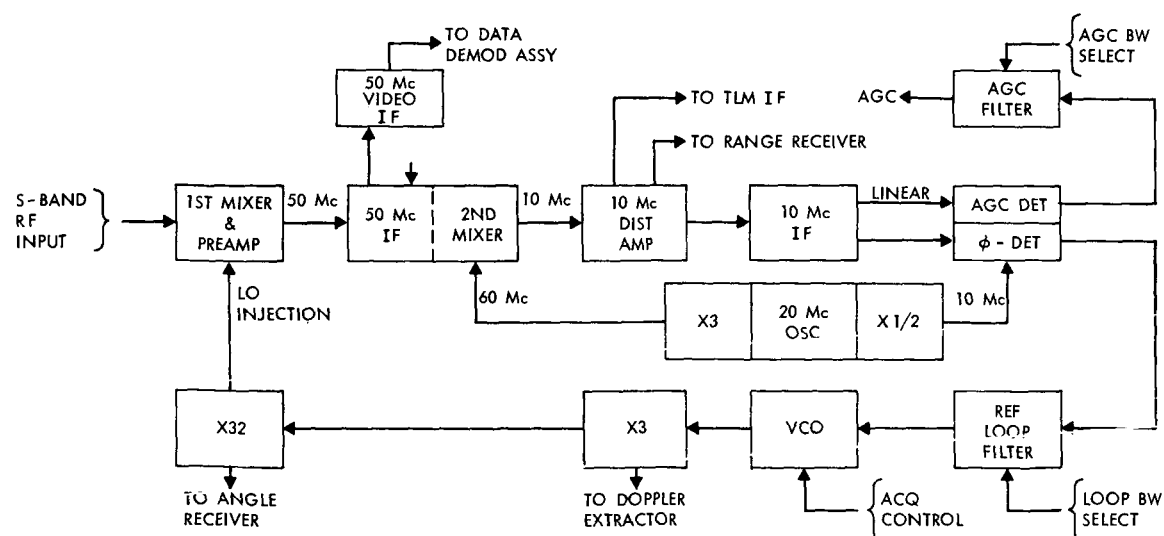 TO DATA
DEMOD ASSY
50 Mc
VIDEO
IF
AGC BW
SELECT
AGC
FILTER
AGC
TO TLM IF
TO RANGE RECEIVER
S-BAND
RF
INPUT
1ST MIXER
&
PREAMP
50 Mc
50 Mc
IF
2ND
MIXER
10 Mc
10 Mc
DIST
AMP
10 Mc
IF
LINEAR
AGC DET
φ-DET
LO
INJECTION
60 Mc
X3
20 Mc
OSC
X1/2
10 Mc
X32
X3
VCO
REF
LOOP
FILTER
TO ANGLE
RECEIVER
TO DOPPLER
EXTRACTOR
ACQ
CONTROL
LOOP BW
SELECT